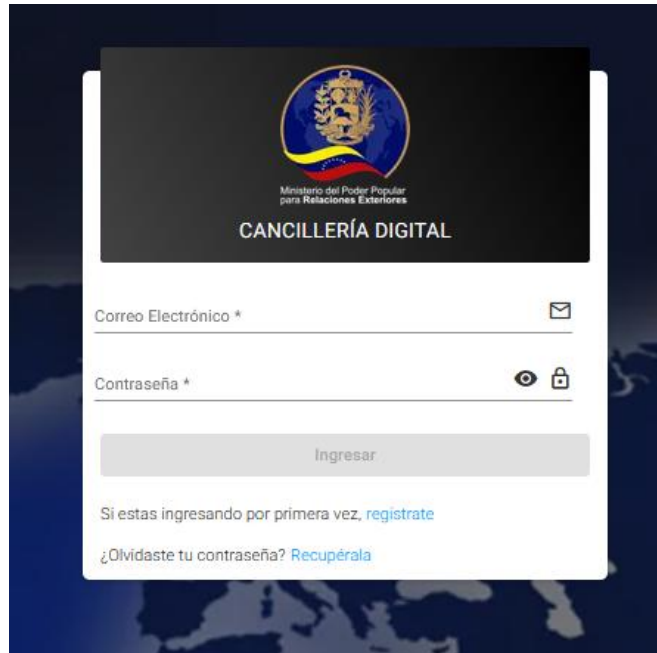 Ministerio del Poder Popular
para Relaciones Exteriores
CANCILLERÍA DIGITAL
Correo Electrónico *
Contraseña *
Ingresar
Si estas ingresando por primera vez, registrate
¿Olvidaste tu contraseña? Recupérala